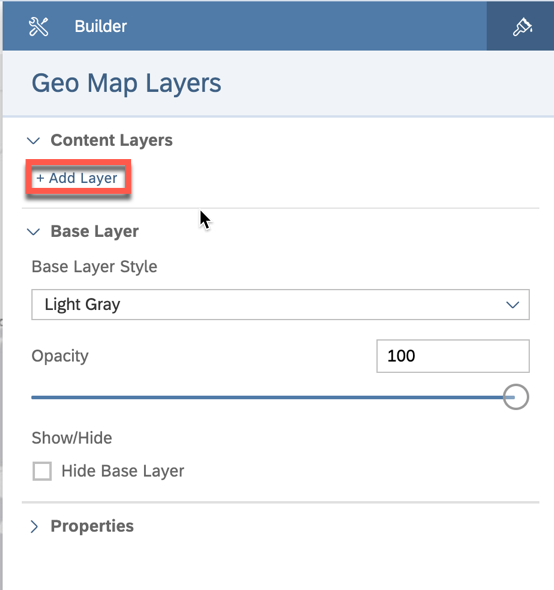 Builder
Geo Map Layers
Content Layers
+ Add Layer
Base Layer
Base Layer Style
Light Gray
Opacity
100
Show/Hide
Hide Base Layer
Properties